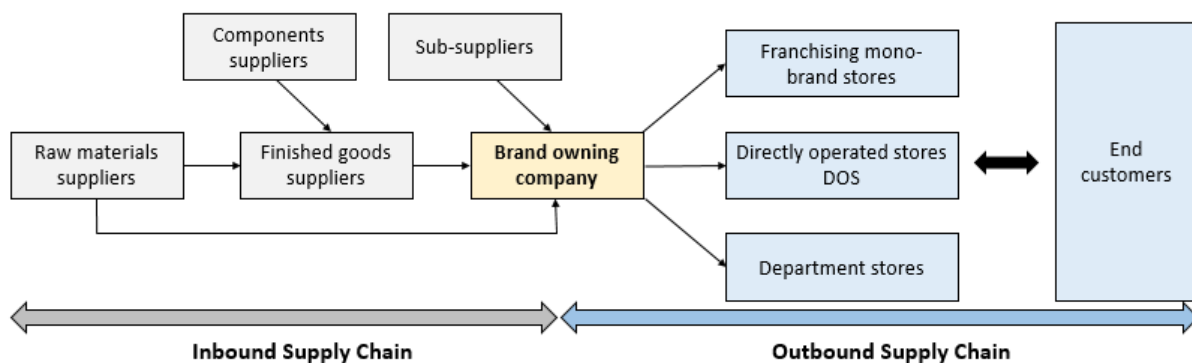 Components
suppliers
Sub-suppliers
Franchising mono-
brand stores
Raw materials
suppliers
Finished goods
suppliers
Brand owning
company
Directly operated stores
DOS
End
customers
Department stores
Inbound Supply Chain
Outbound Supply Chain